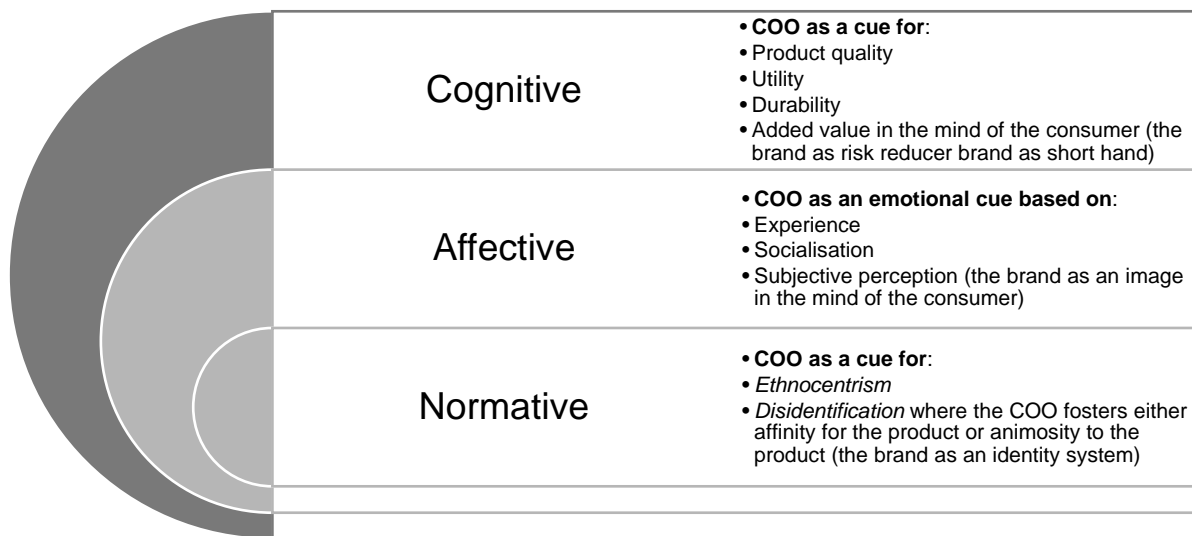 Cognitive
• COO as a cue for:
• Product quality
• Utility
• Durability
• Added value in the mind of the consumer (the
brand as risk reducer brand as short hand)
Affective
• COO as an emotional cue based on:
• Experience
• Socialisation
• Subjective perception (the brand as an image
in the mind of the consumer)
Normative
• COO as a cue for:
• Ethnocentrism
• Disidentification where the COO fosters either
affinity for the product or animosity to the
product (the brand as an identity system)